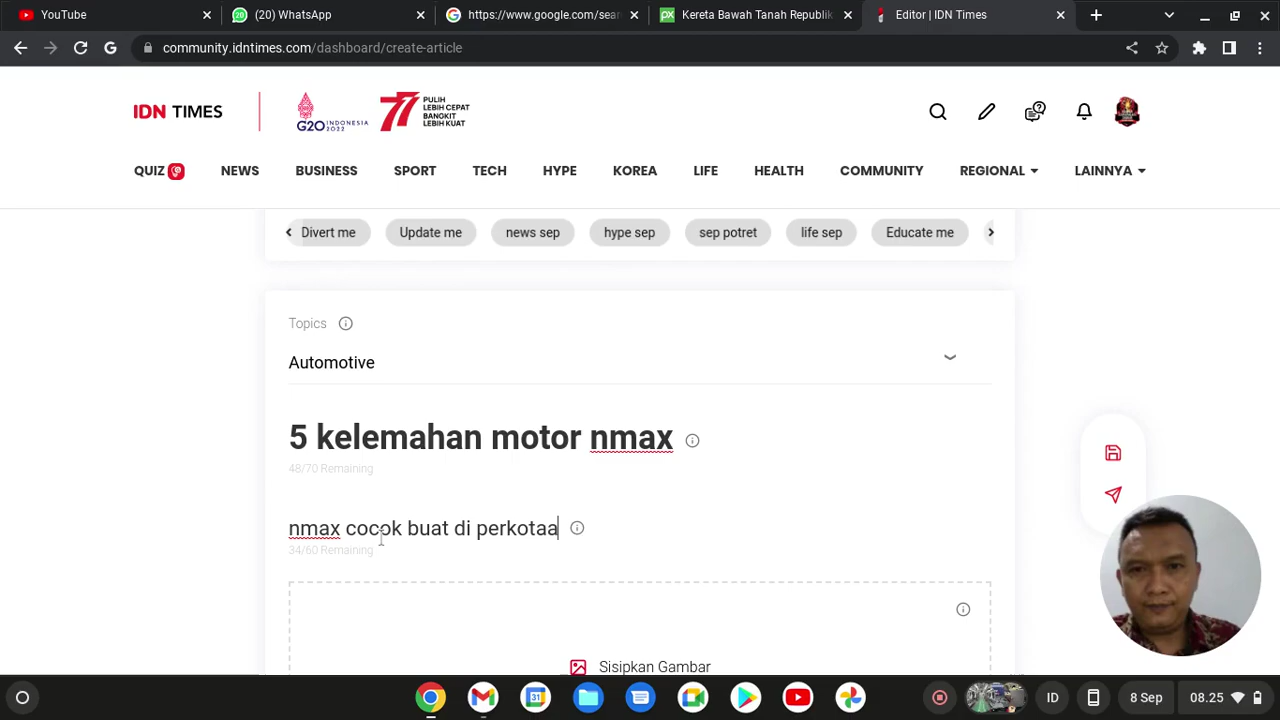 YouTube
(20) WhatsApp
https://www.google.com/sear
Kereta Bawah Tanah Republik
Editor | IDN Times
community.idntimes.com/dashboard/create-article
IDN TIMES
G20 INDONESIA 2022
77 PULIH LEBIH CEPAT BANGKIT LEBIH KUAT
QUIZ
NEWS
BUSINESS
SPORT
TECH
HYPE
KOREA
LIFE
HEALTH
COMMUNITY
REGIONAL
LAINNYA
Divert me
Update me
news sep
hype sep
sep potret
life sep
Educate me
Topics
Automotive
5 kelemahan motor nmax
48/70 Remaining
nmax cocok buat di perkotaa
34/60 Remaining
Sisipkan Gambar
31
ID
8 Sep
08.25